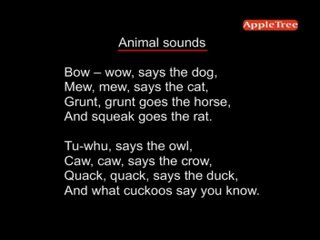 AppleTree
Animal sounds
Bow – wow, says the dog,
Mew, mew, says the cat,
Grunt, grunt goes the horse,
And squeak goes the rat.
Tu-whu, says the owl,
Caw, caw, says the crow,
Quack, quack, says the duck,
And what cuckoos say you know.